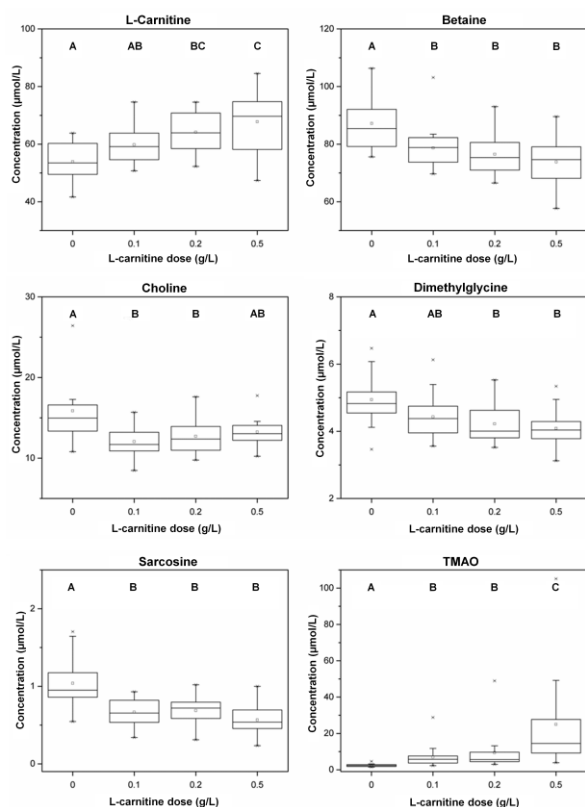 L-Carnitine
A AB BC C
Concentration (μmol/L)
100
80
60
40
0 0.1 0.2 0.5
L-carnitine dose (g/L)
Betaine
A B B B
Concentration (μmol/L)
120
100
80
60
0 0.1 0.2 0.5
L-carnitine dose (g/L)
Choline
A B B AB
Concentration (μmol/L)
30
20
10
0 0.1 0.2 0.5
L-carnitine dose (g/L)
Dimethylglycine
A AB B B
Concentration (μmol/L)
8
6
4
2
0 0.1 0.2 0.5
L-carnitine dose (g/L)
Sarcosine
A B B B
Concentration (μmol/L)
2
1
0
0 0.1 0.2 0.5
L-carnitine dose (g/L)
TMAO
A B B C
Concentration (μmol/L)
100
80
60
40
20
0
0 0.1 0.2 0.5
L-carnitine dose (g/L)